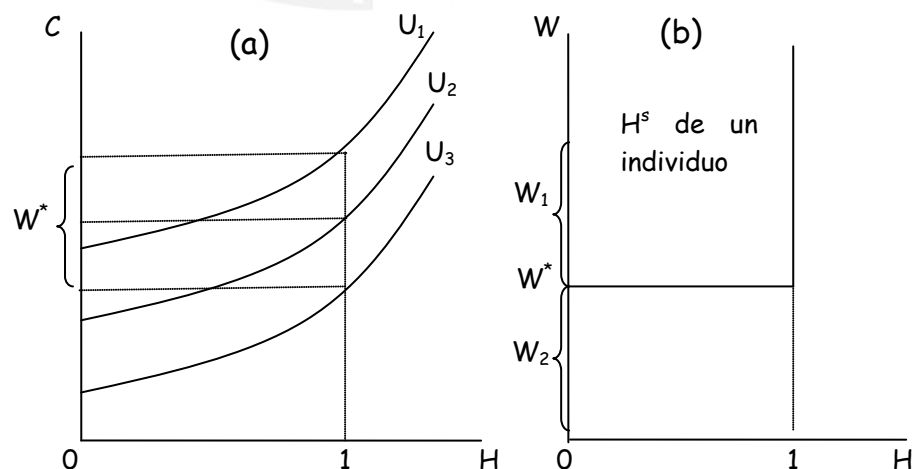 C
(a)
U₁
U₂
U₃
W*
0
1
H
W
(b)
Hˢ de un
individuo
W₁
W*
W₂
0
1
H